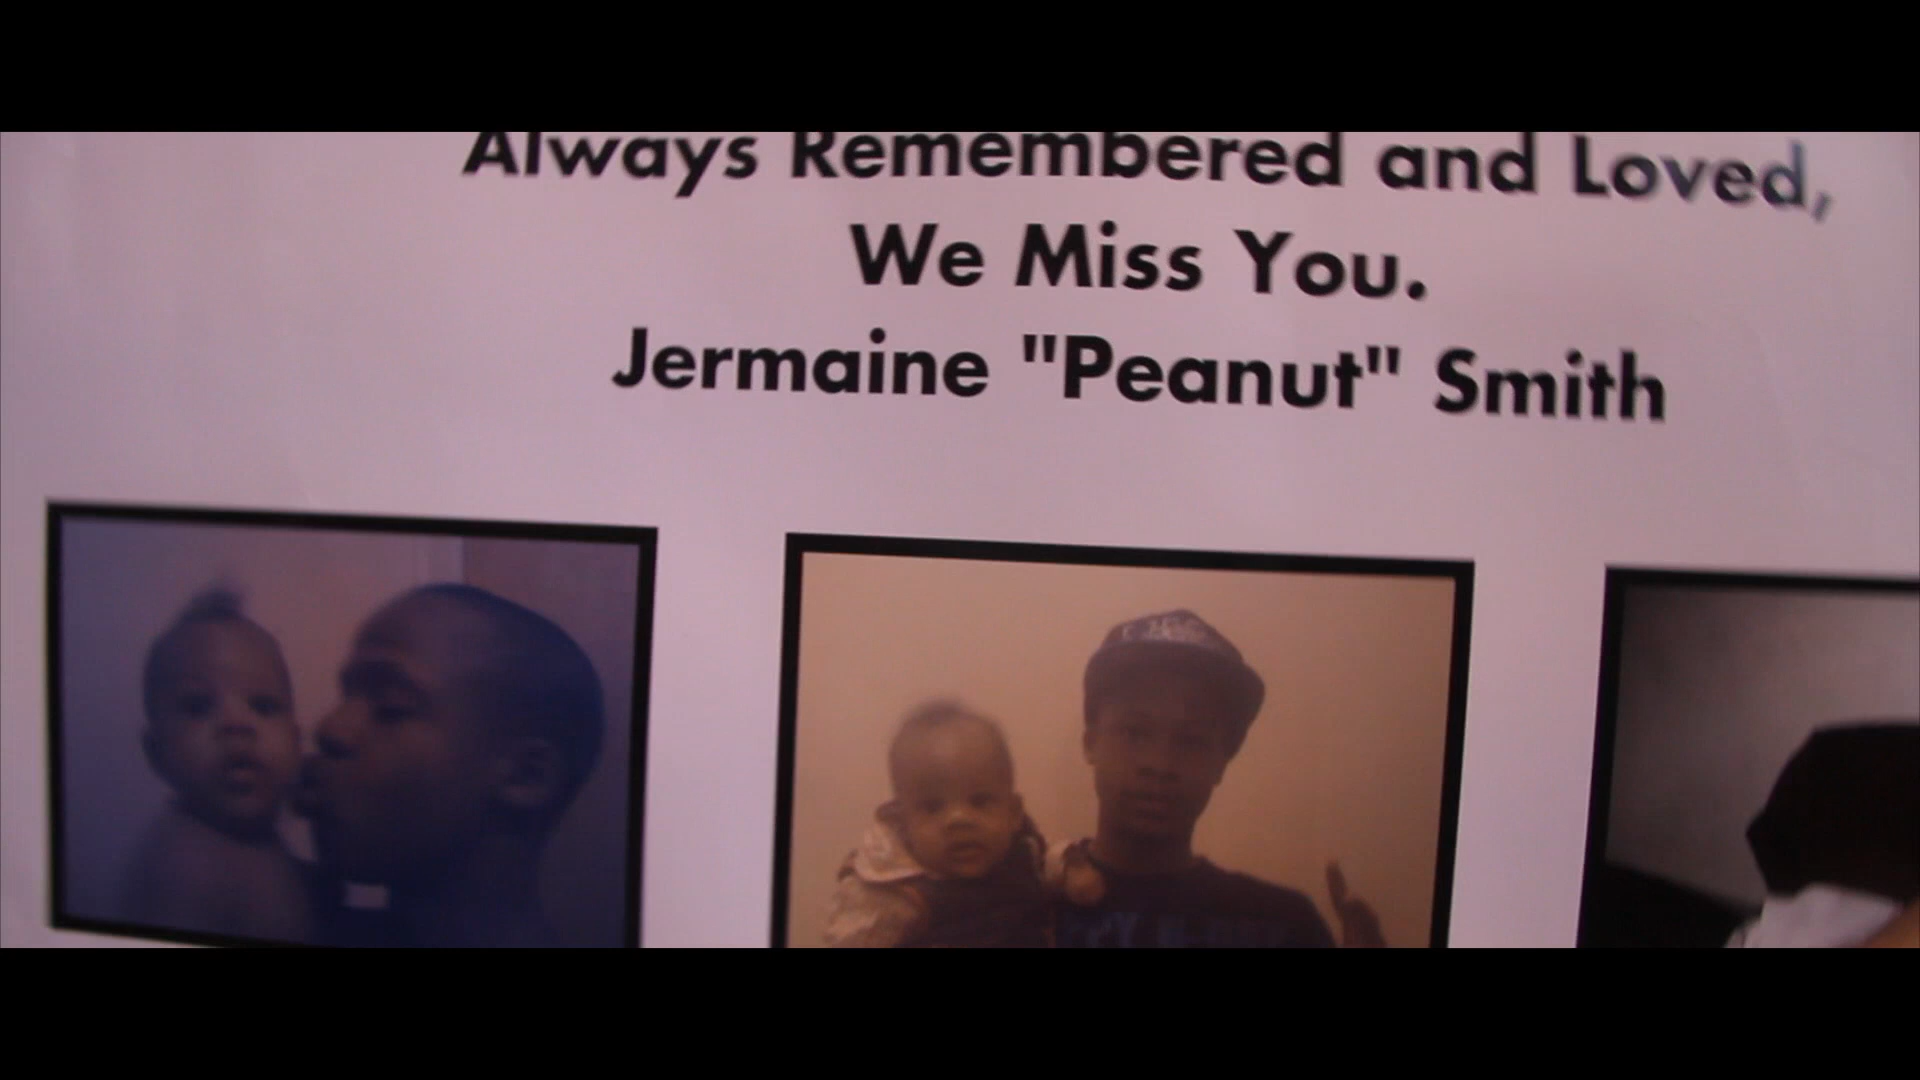 Always Remembered and Loved,
We Miss You.
Jermaine "Peanut" Smith